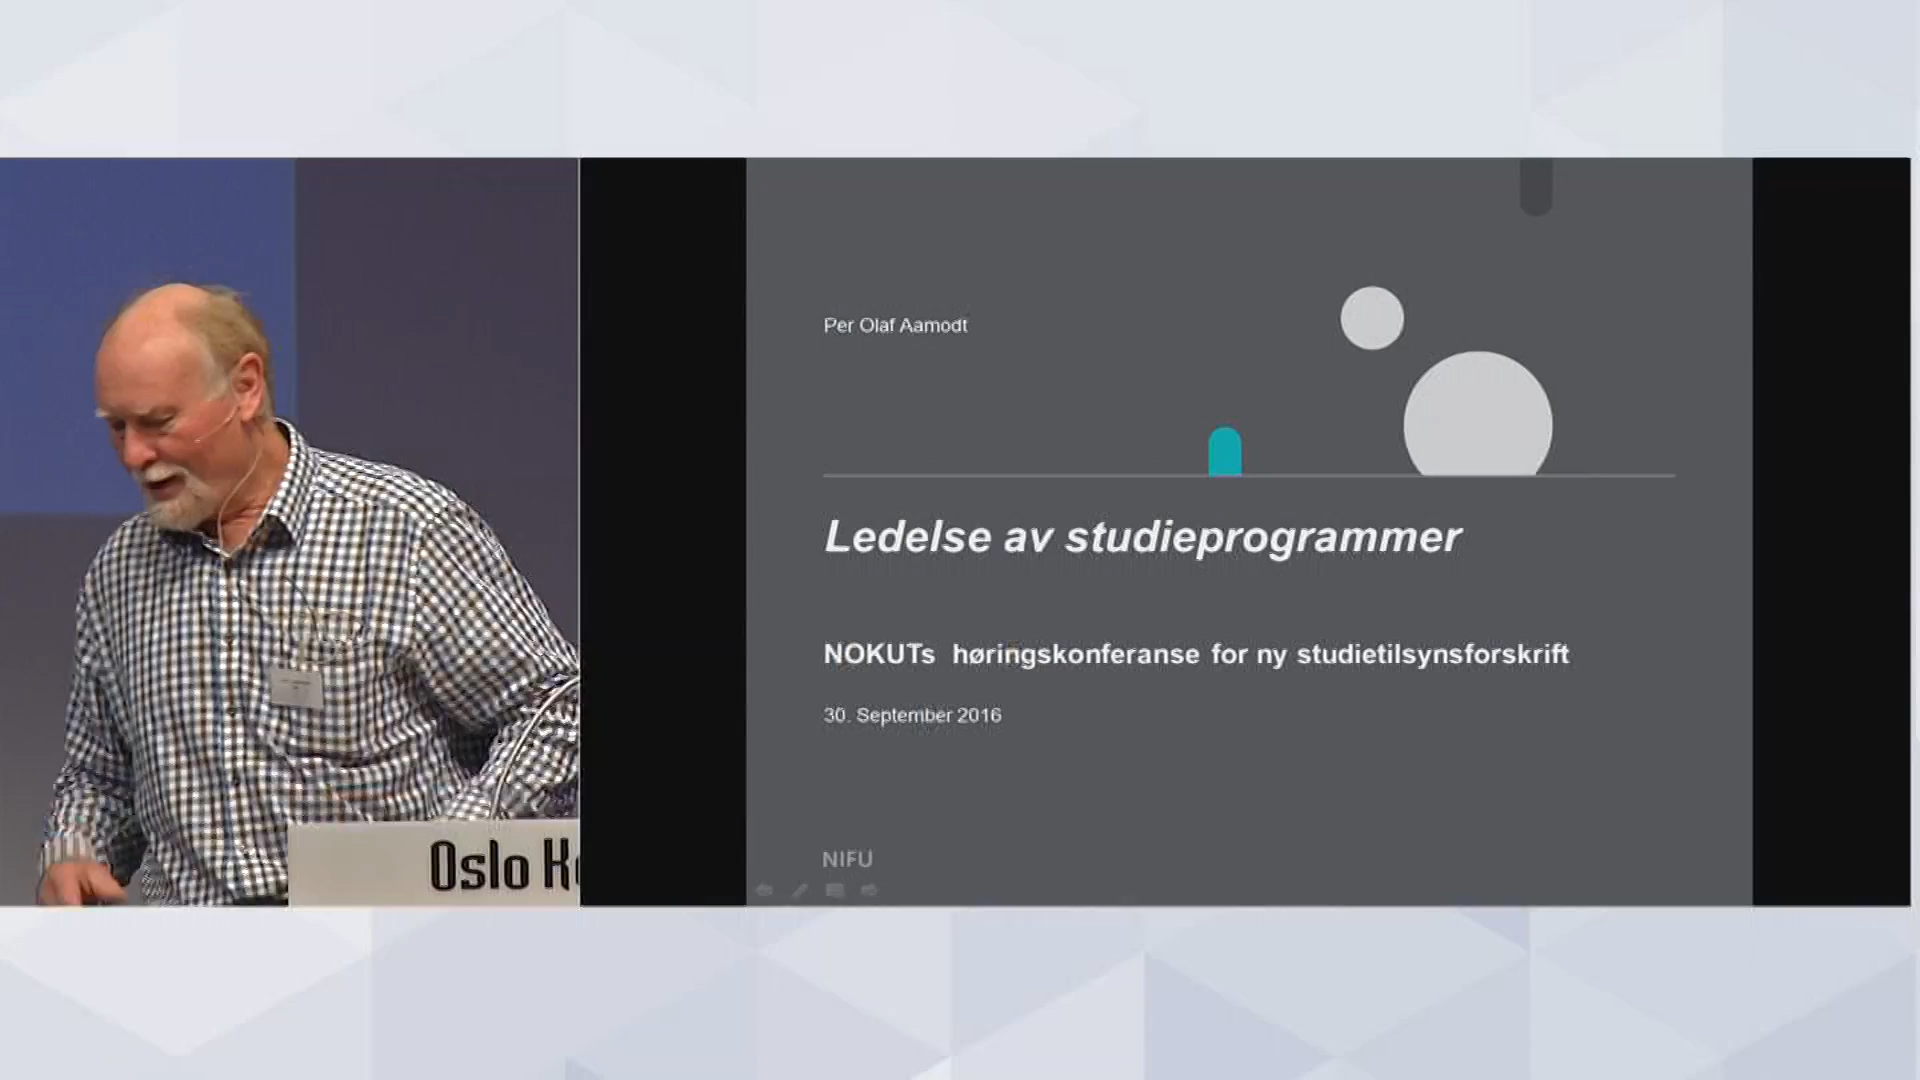 Per Olaf Aamodt
Ledelse av studieprogrammer
NOKUTs høringskonferanse for ny studietilsynsforskrift
30. September 2016
NIFU
Oslo